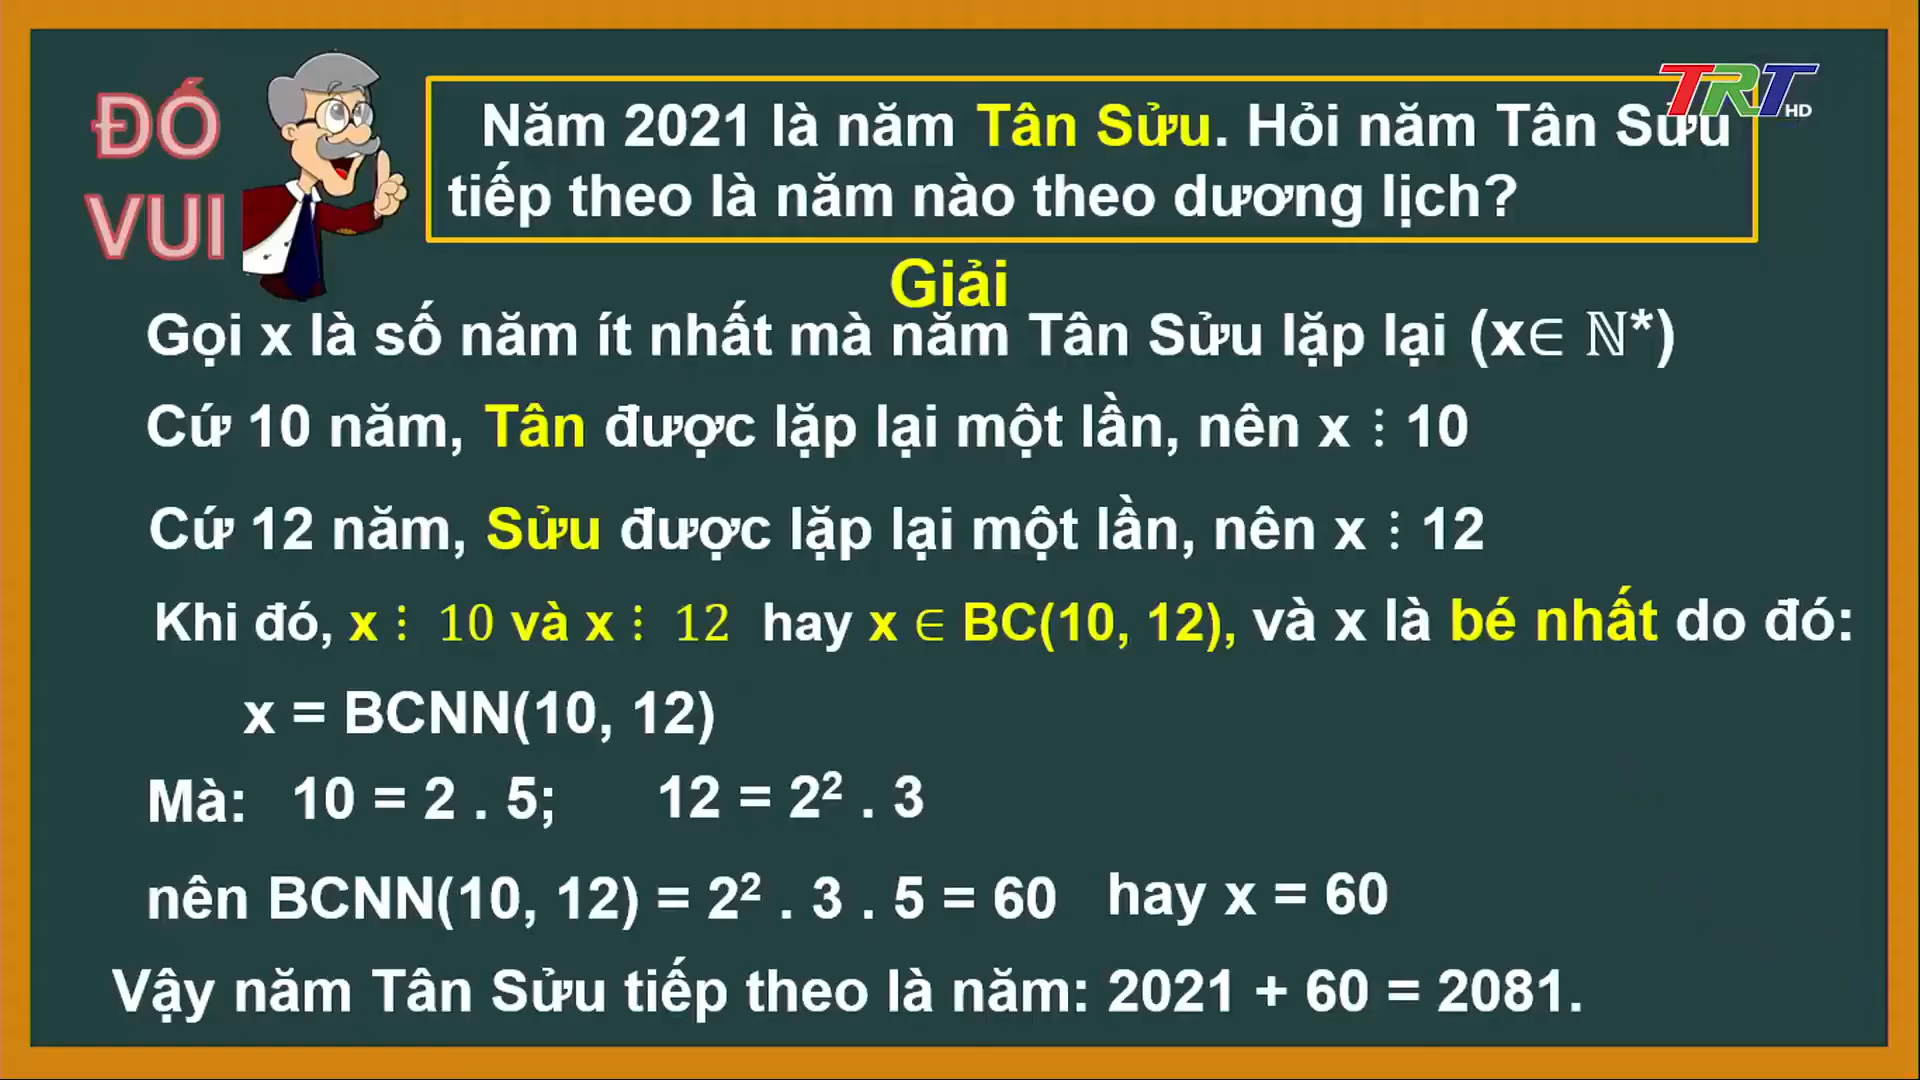 ĐỐ
VUI
Năm 2021 là năm Tân Sửu. Hỏi năm Tân Sửu
tiếp theo là năm nào theo dương lịch?
TRT HD
Giải
Gọi x là số năm ít nhất mà năm Tân Sửu lặp lại (x∈ ℕ*)
Cứ 10 năm, Tân được lặp lại một lần, nên x ⋮ 10
Cứ 12 năm, Sửu được lặp lại một lần, nên x ⋮ 12
Khi đó, x ⋮ 10 và x ⋮ 12 hay x ∈ BC(10, 12), và x là bé nhất do đó:
x = BCNN(10, 12)
Mà: 10 = 2 . 5; 12 = 2² . 3
nên BCNN(10, 12) = 2² . 3 . 5 = 60 hay x = 60
Vậy năm Tân Sửu tiếp theo là năm: 2021 + 60 = 2081.